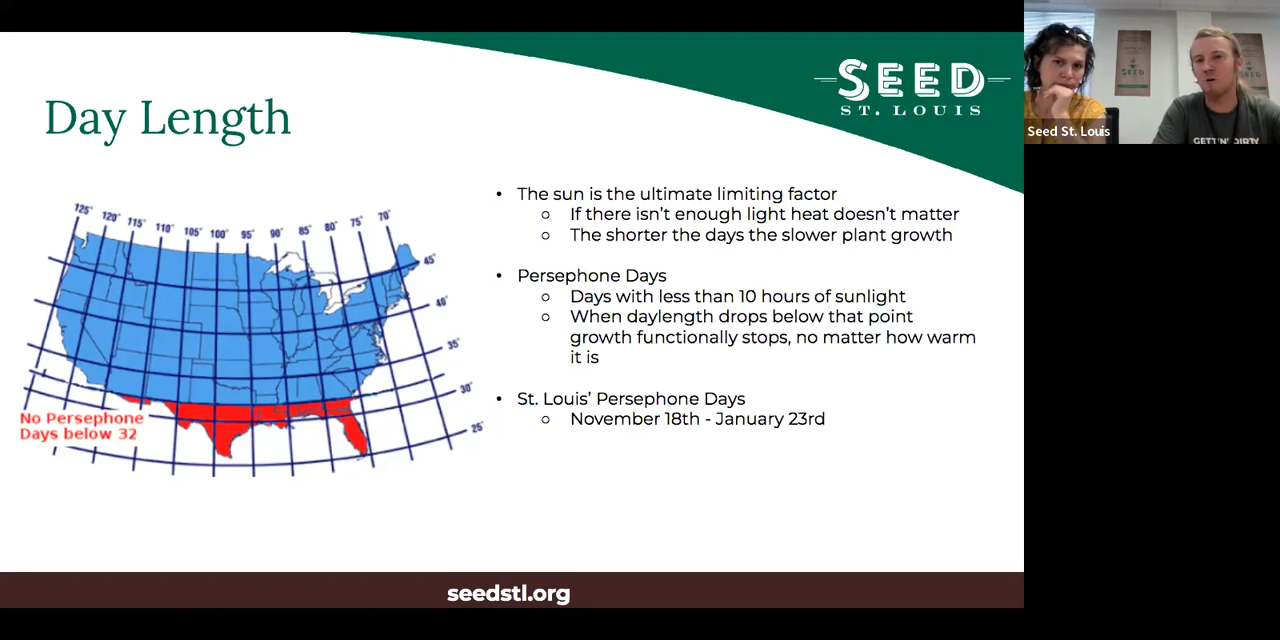 SEED
ST. LOUIS
Day Length
125° 120° 115° 110° 105° 100° 95° 90° 85° 80° 75° 70°
45°
40°
35°
30°
25°
No Persephone
Days below 32
• The sun is the ultimate limiting factor
o If there isn’t enough light heat doesn’t matter
o The shorter the days the slower plant growth
• Persephone Days
o Days with less than 10 hours of sunlight
o When daylength drops below that point
growth functionally stops, no matter how warm
it is
• St. Louis’ Persephone Days
o November 18th - January 23rd
seedstl.org
SEED
Seed St. Louis
GETT'N' DIRTY